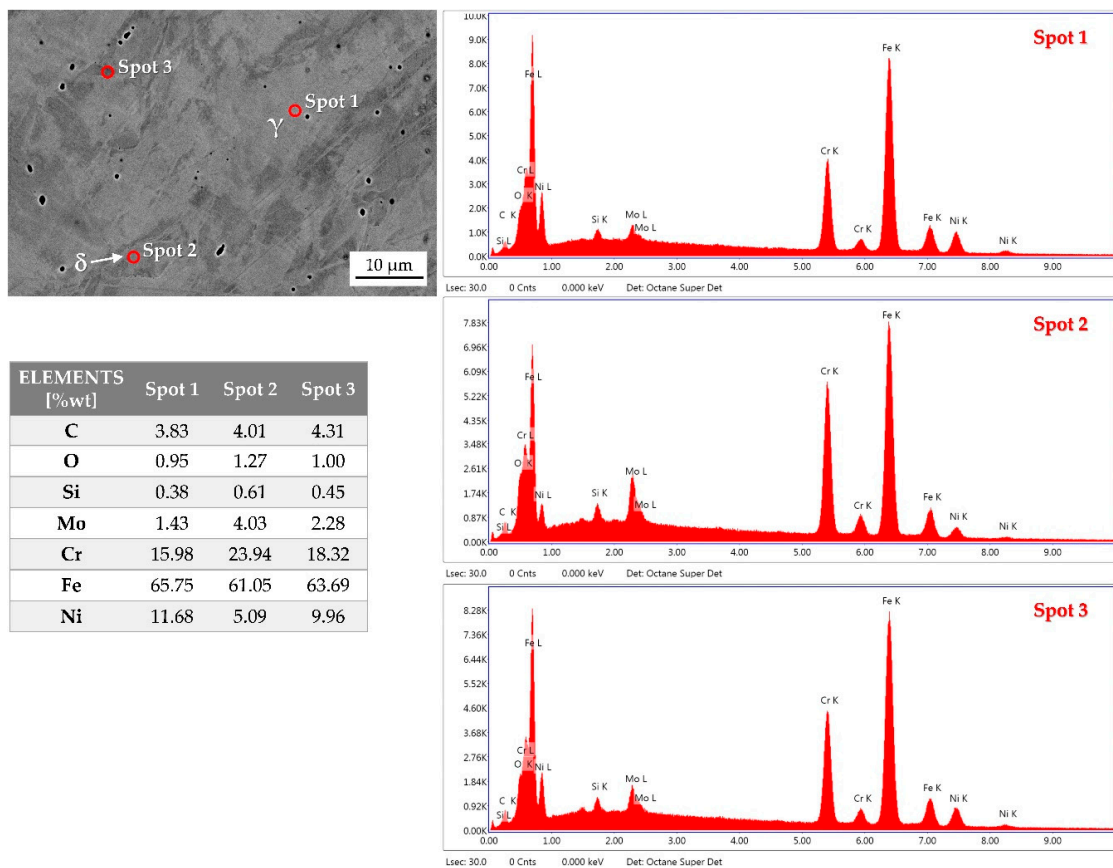 Spot 3
Spot 1
γ
δ
Spot 2
10 µm
ELEMENTS [%wt] Spot 1 Spot 2 Spot 3
C 3.83 4.01 4.31
O 0.95 1.27 1.00
Si 0.38 0.61 0.45
Mo 1.43 4.03 2.28
Cr 15.98 23.94 18.32
Fe 65.75 61.05 63.69
Ni 11.68 5.09 9.96
Spot 1
10.0K
9.0K
8.0K
7.0K
6.0K
5.0K
4.0K
3.0K
2.0K
1.0K
0.0K
Fe L
Cr L
O K
Ni L
C K
Si L
Si K
Mo L
Mo L
Cr K
Cr K
Fe K
Fe K
Ni K
Ni K
0.00 1.00 2.00 3.00 4.00 5.00 6.00 7.00 8.00 9.00
Lsec: 30.0 0 Cnts 0.000 keV Det: Octane Super Det
Spot 2
7.83K
6.96K
6.09K
5.22K
4.35K
3.48K
2.61K
1.74K
0.87K
0.00K
Fe L
Cr L
O K
Ni L
C K
Si L
Si K
Mo L
Mo L
Cr K
Cr K
Fe K
Fe K
Ni K
Ni K
0.00 1.00 2.00 3.00 4.00 5.00 6.00 7.00 8.00 9.00
Lsec: 30.0 0 Cnts 0.000 keV Det: Octane Super Det
Spot 3
8.28K
7.36K
6.44K
5.52K
4.60K
3.68K
2.76K
1.84K
0.92K
0.00K
Fe L
Cr L
O K
Ni L
C K
Si L
Si K
Mo L
Mo L
Cr K
Cr K
Fe K
Fe K
Ni K
Ni K
0.00 1.00 2.00 3.00 4.00 5.00 6.00 7.00 8.00 9.00
Lsec: 30.0 0 Cnts 0.000 keV Det: Octane Super Det